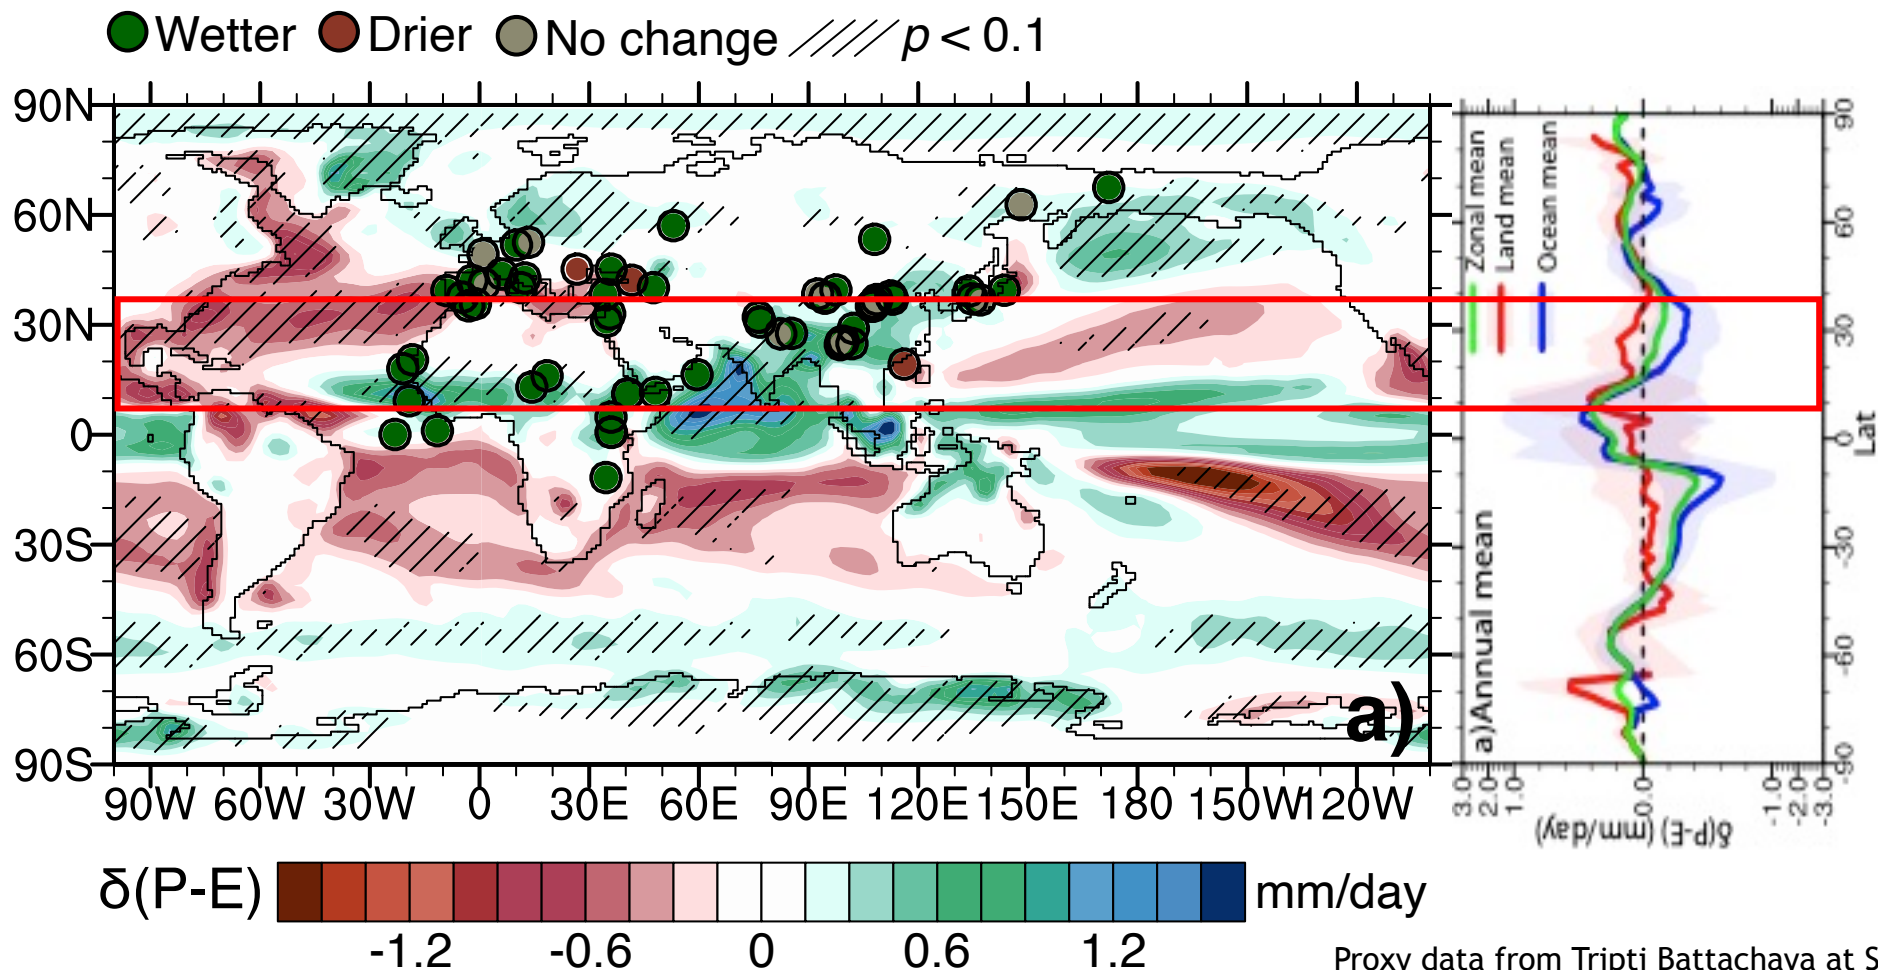 Wetter Drier No change p < 0.1
90N
60N
30N
0
30S
60S
90S
90W 60W 30W 0 30E 60E 90E 120E 150E 180 150W 120W
a)
δ(P-E)
mm/day
-1.2 -0.6 0 0.6 1.2
Zonal mean
Land mean
Ocean mean
a)Annual mean
90
60
30
0
-30
-60
-90
Lat
3.0 2.0 1.0 0.0 -1.0 -2.0 -3.0
δ(P-E) (mm/day)
Proxy data from Tripti Battachaya at S